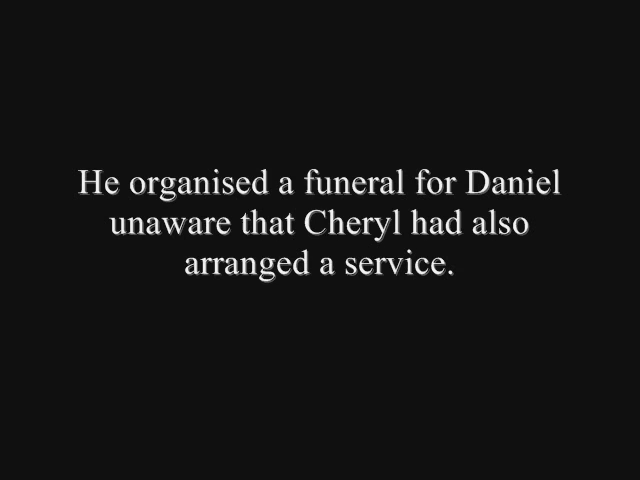 He organised a funeral for Daniel
unaware that Cheryl had also
arranged a service.